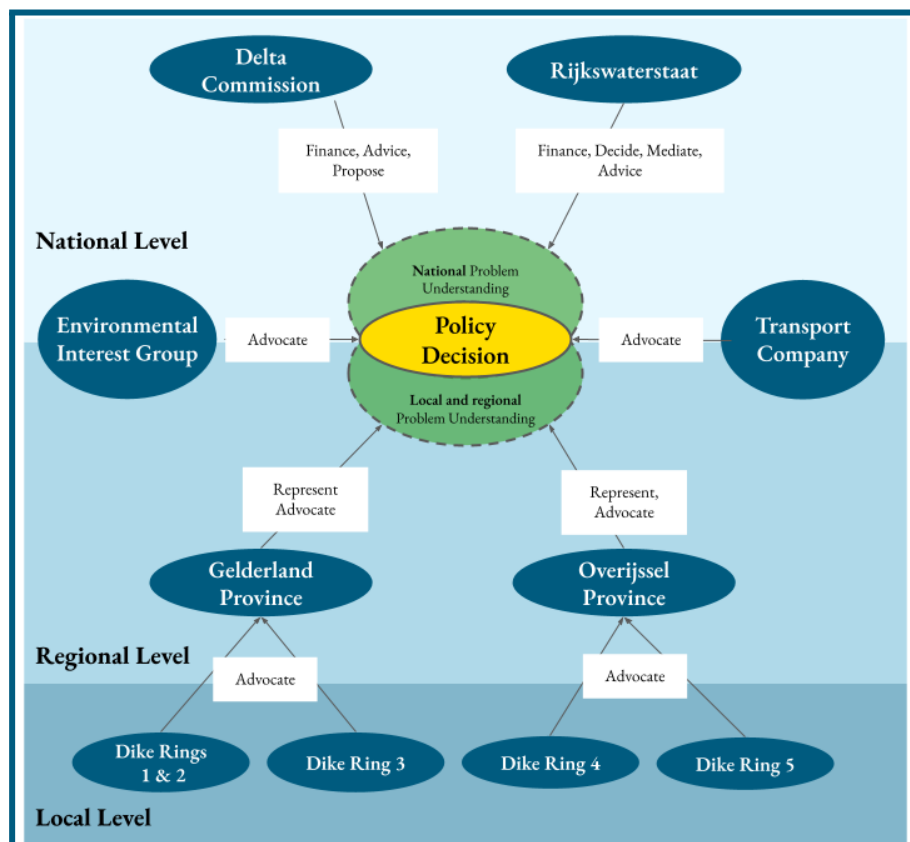 Delta
Commission
Rijkswaterstaat
Finance, Advice,
Propose
Finance, Decide, Mediate,
Advice
National Level
National Problem
Understanding
Environmental
Interest Group
Advocate
Policy
Decision
Advocate
Transport
Company
Local and regional
Problem Understanding
Represent
Advocate
Represent,
Advocate
Gelderland
Province
Overijssel
Province
Regional Level
Advocate
Advocate
Dike Rings
1 & 2
Dike Ring 3
Dike Ring 4
Dike Ring 5
Local Level